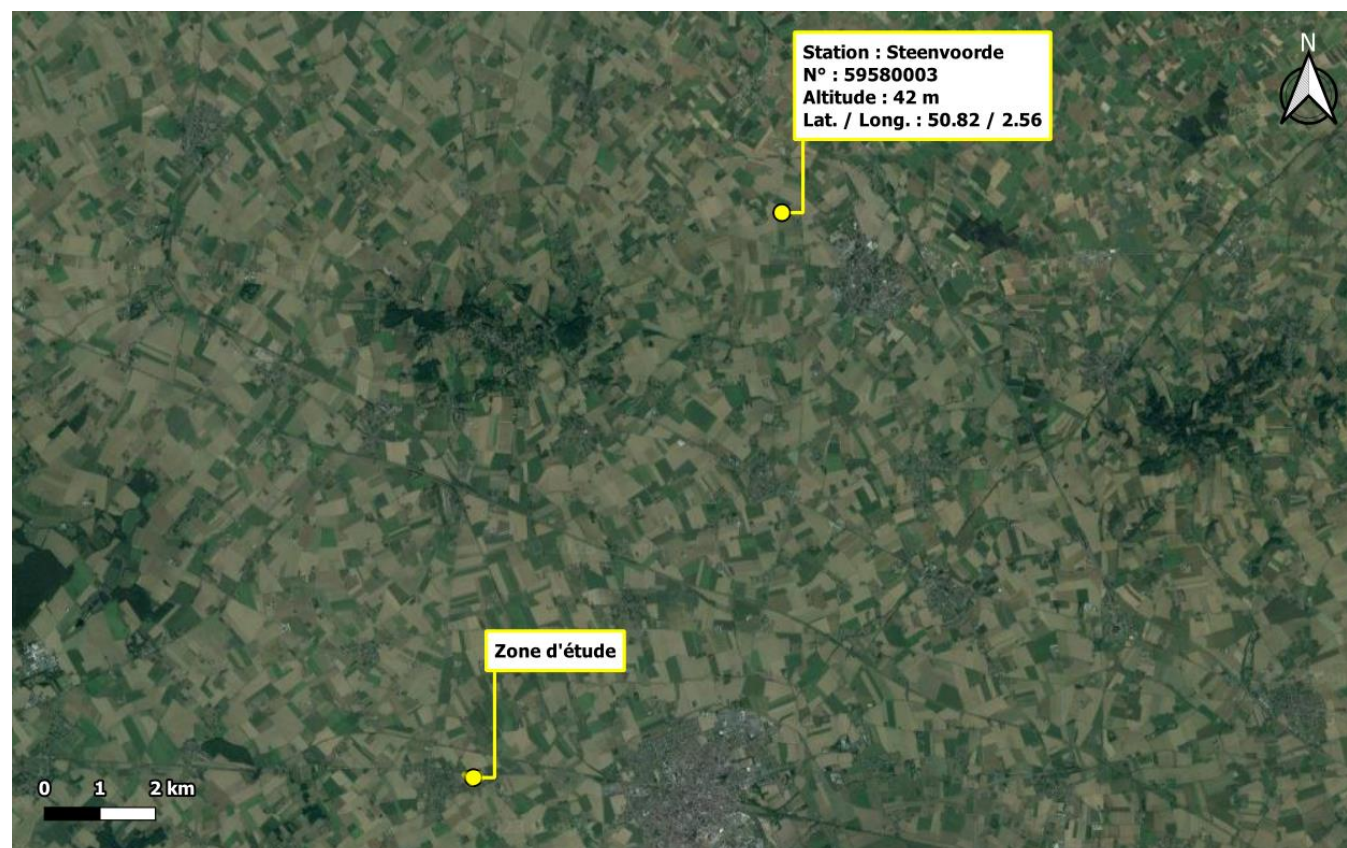 Station : Steenvoorde
N° : 59580003
Altitude : 42 m
Lat. / Long. : 50.82 / 2.56
N
Zone d'étude
0 1 2 km